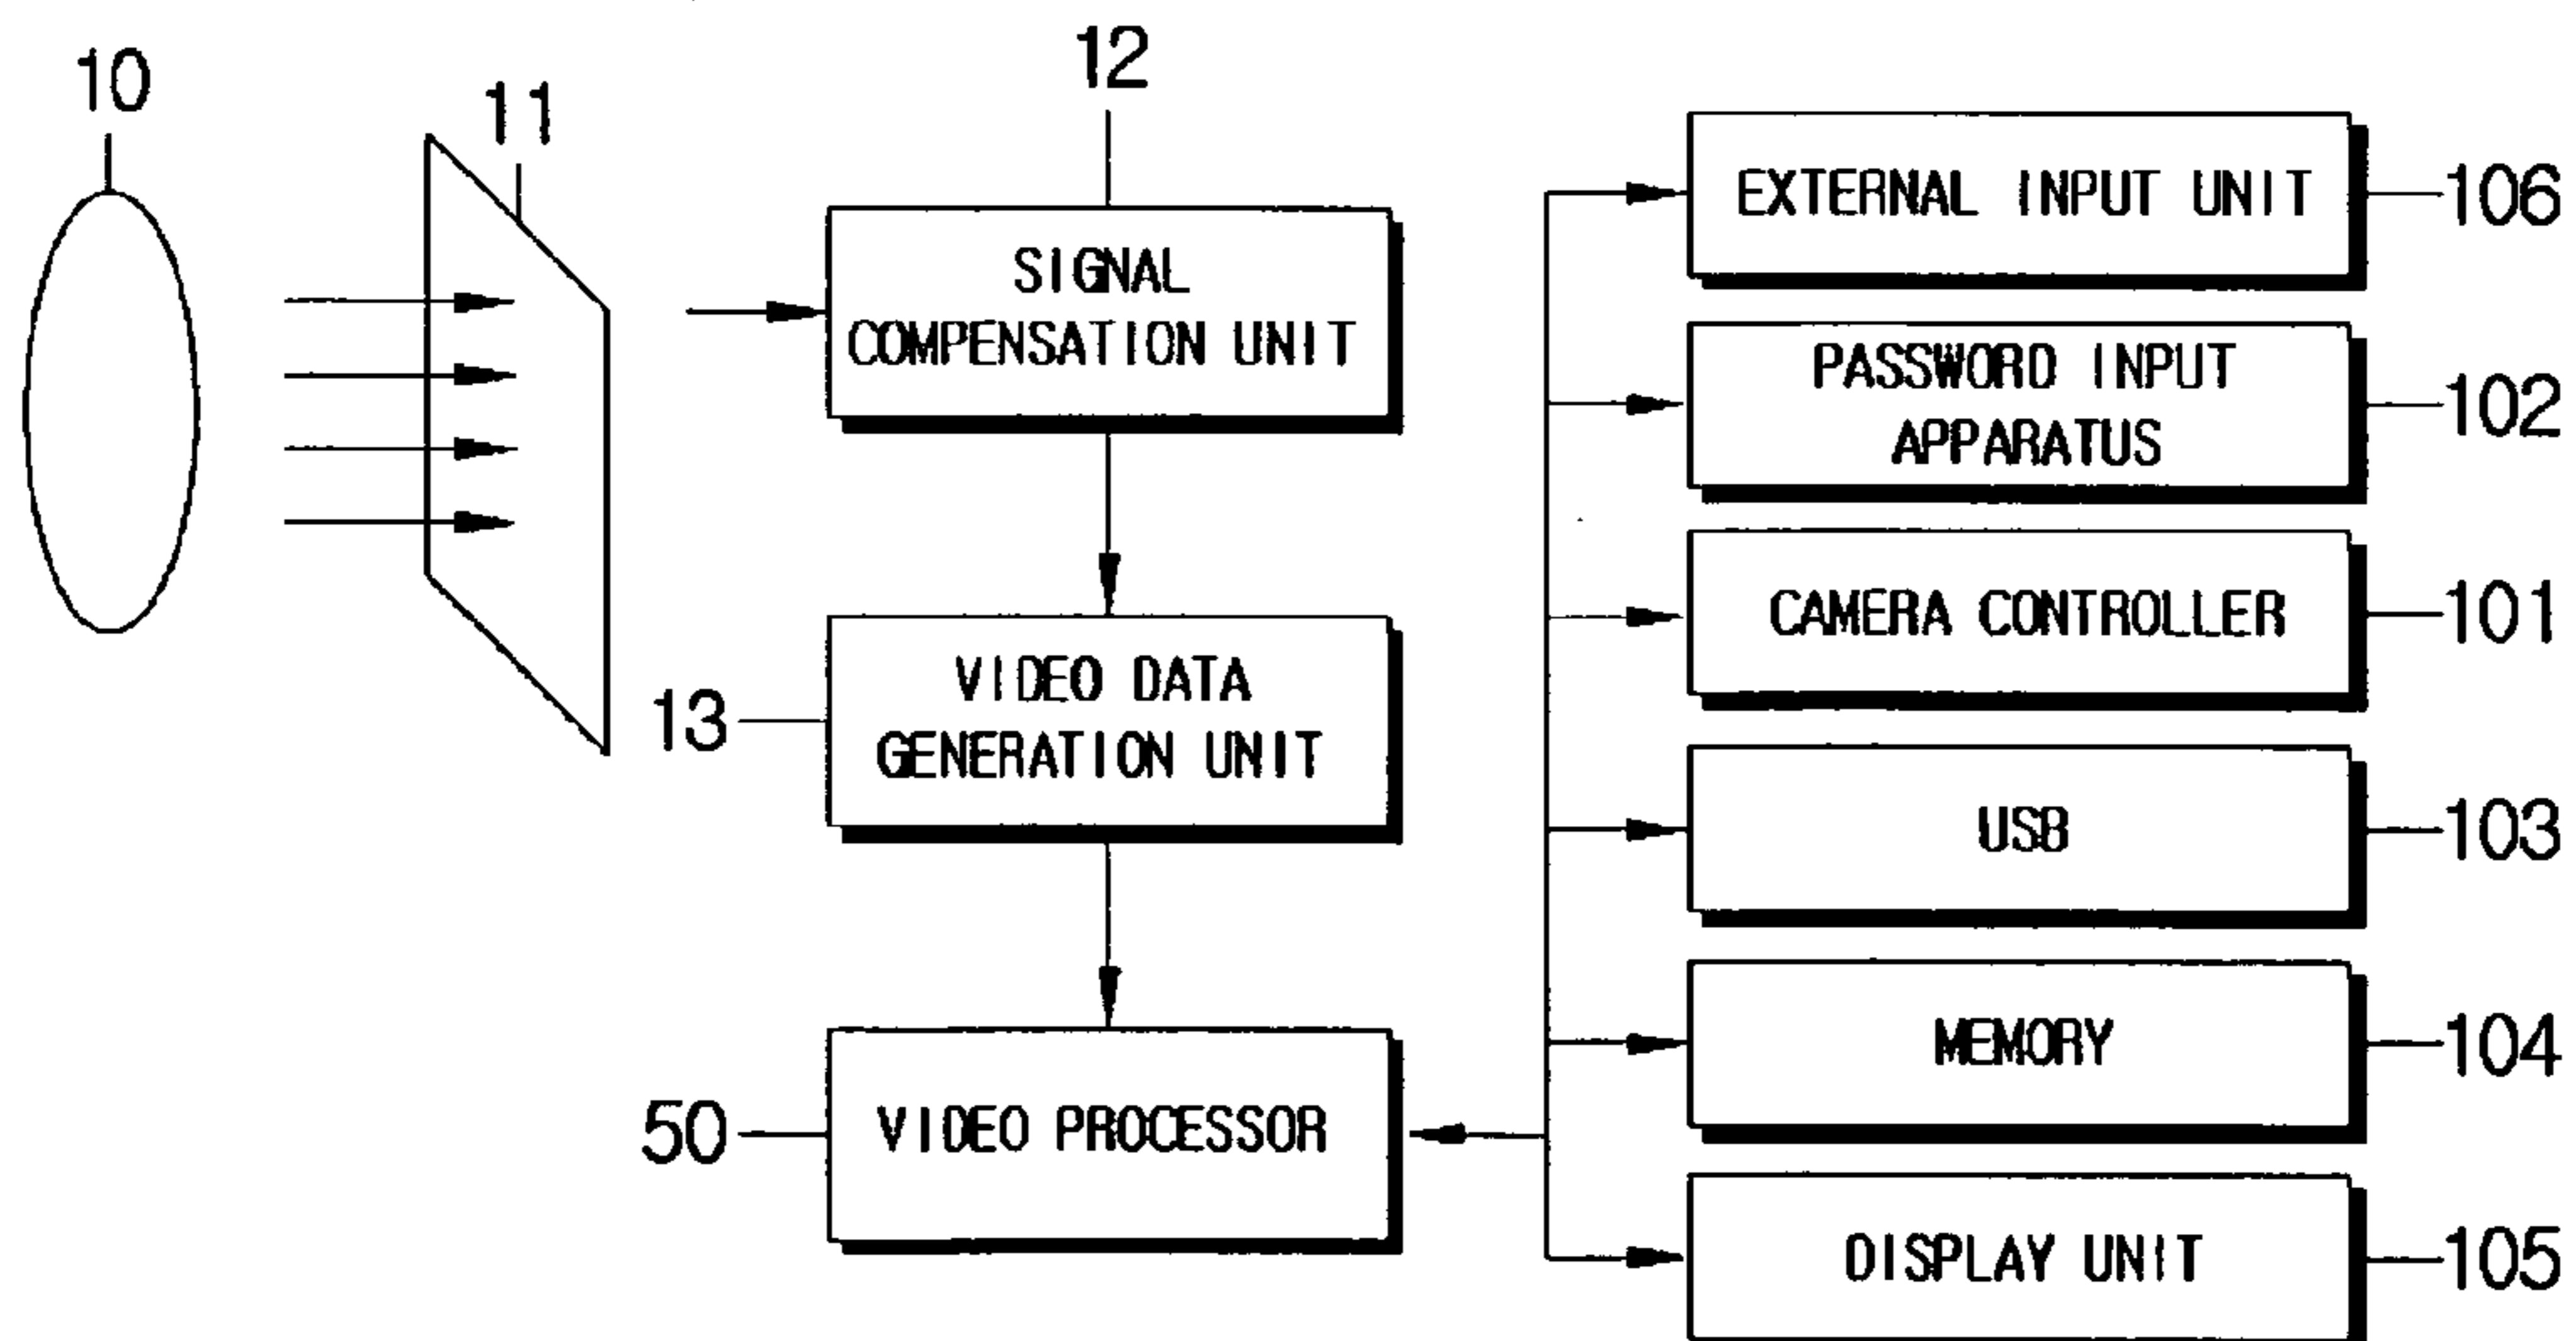 10
11
12
SIGNAL
COMPENSATION UNIT
13
VIDEO DATA
GENERATION UNIT
50
VIDEO PROCESSOR
EXTERNAL INPUT UNIT
106
PASSWORD INPUT
APPARATUS
102
CAMERA CONTROLLER
101
USB
103
MEMORY
104
DISPLAY UNIT
105